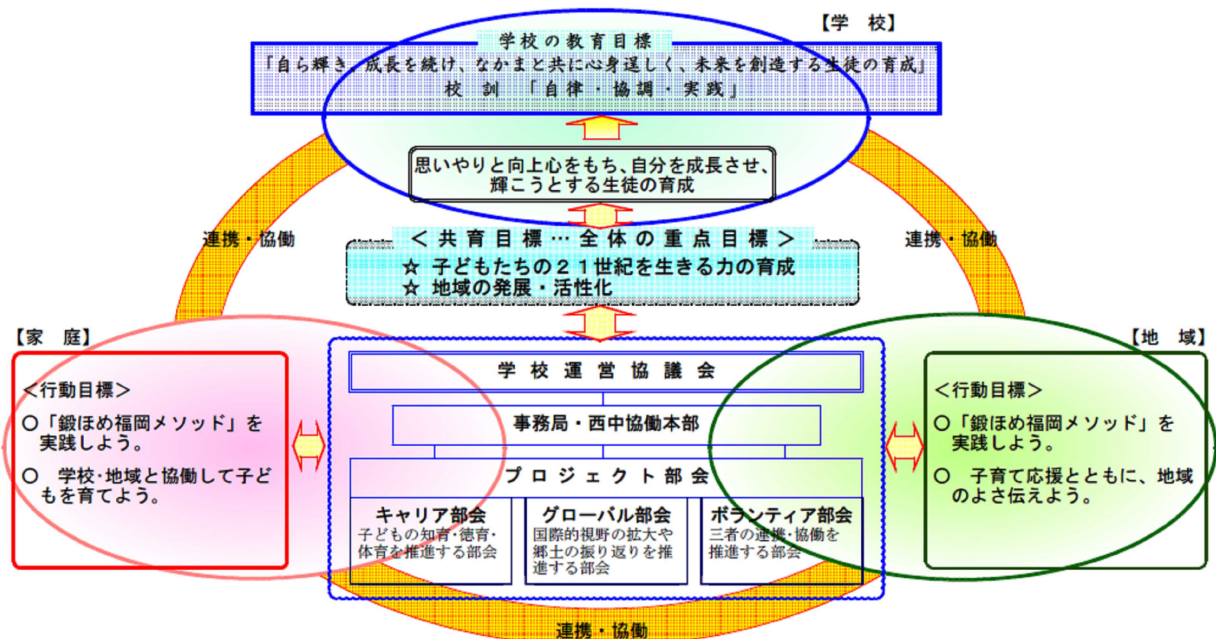 【学　校】
学校の教育目標
「自ら輝き、成長を続け、なかまと共に心身逞しく、未来を創造する生徒の育成」
校　訓　「自律・協調・実践」
思いやりと向上心をもち、自分を成長させ、
輝こうとする生徒の育成
連携・協働
連携・協働
＜共育目標…全体の重点目標＞
☆ 子どもたちの２１世紀を生きる力の育成
☆ 地域の発展・活性化
【家　庭】
＜行動目標＞
○「鍛ほめ福岡メソッド」を
実践しよう。
○　学校・地域と協働して子ど
もを育てよう。
学校運営協議会
事務局・西中協働本部
プロジェクト部会
キャリア部会
子どもの知育・徳育・
体育を推進する部会
グローバル部会
国際的視野の拡大や
郷土の振り返りを推
進する部会
ボランティア部会
三者の連携・協働を
推進する部会
【地　域】
＜行動目標＞
○「鍛ほめ福岡メソッド」を
実践しよう。
○　子育て応援とともに、地域
のよさ伝えよう。
連携・協働